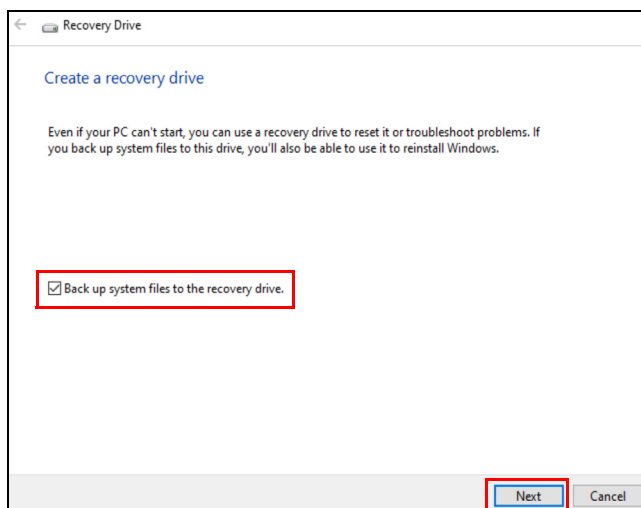 Recovery Drive
Create a recovery drive
Even if your PC can't start, you can use a recovery drive to reset it or troubleshoot problems. If
you back up system files to this drive, you'll also be able to use it to reinstall Windows.
Back up system files to the recovery drive.
Next
Cancel